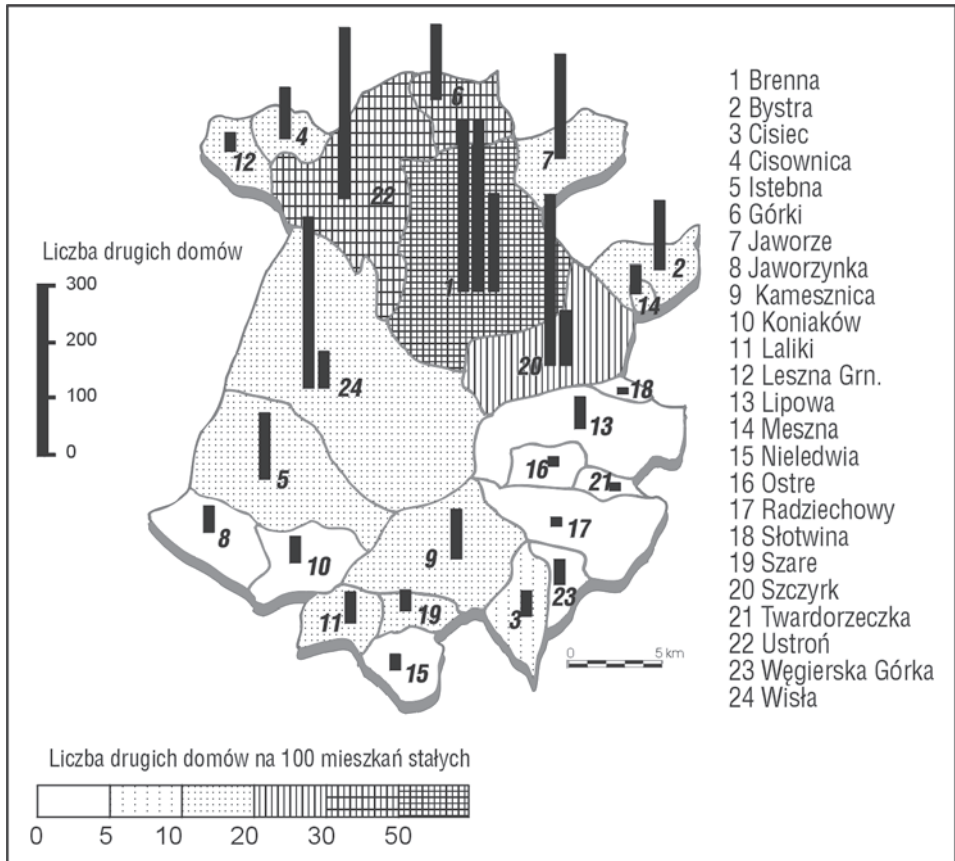 1 Brenna
2 Bystra
3 Cisiec
4 Cisownica
5 Istebna
6 Górki
7 Jaworze
8 Jaworzynka
9 Kamesznica
10 Koniaków
11 Laliki
12 Leszna Grn.
13 Lipowa
14 Meszna
15 Nieledwia
16 Ostre
17 Radziechowy
18 Słotwina
19 Szare
20 Szczyrk
21 Twardorzeczka
22 Ustroń
23 Węgierska Górka
24 Wisła
Liczba drugich domów
300
200
100
0
6
4
12
7
22
2
1
14
20
24
18
13
16
21
5
17
8
10
9
23
3
11
19
15
0 5 km
Liczba drugich domów na 100 mieszkań stałych
0 5 10 20 30 50